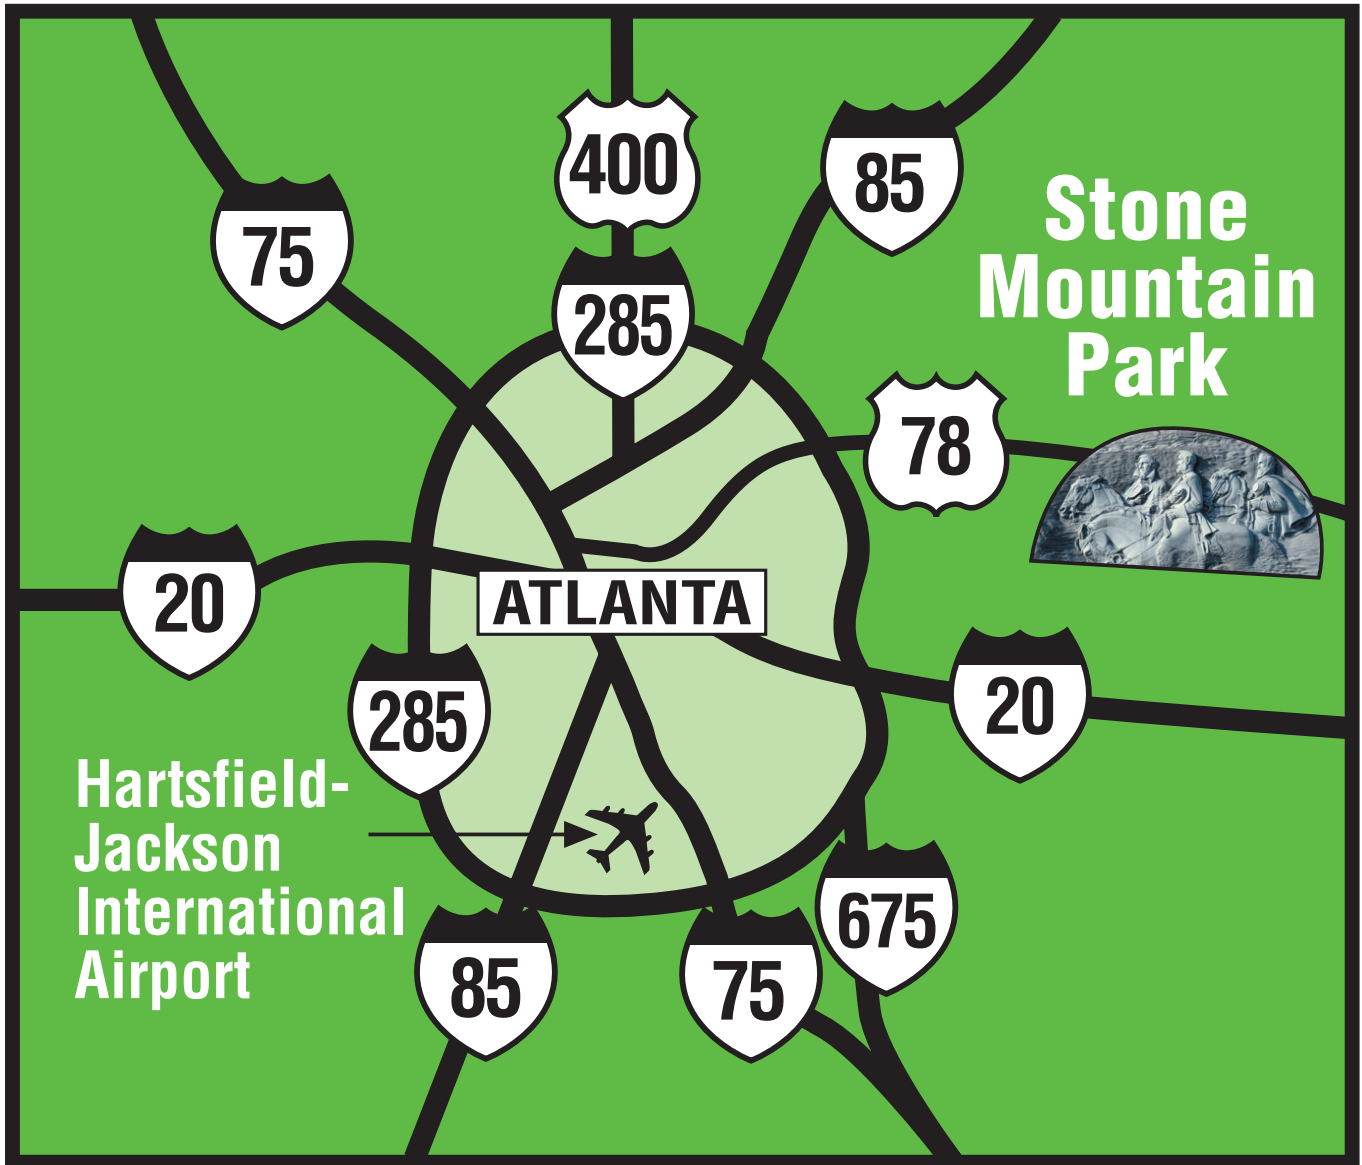 400
85
Stone
Mountain
Park
75
285
78
20
ATLANTA
285
20
Hartsfield-
Jackson
International
Airport
675
85
75